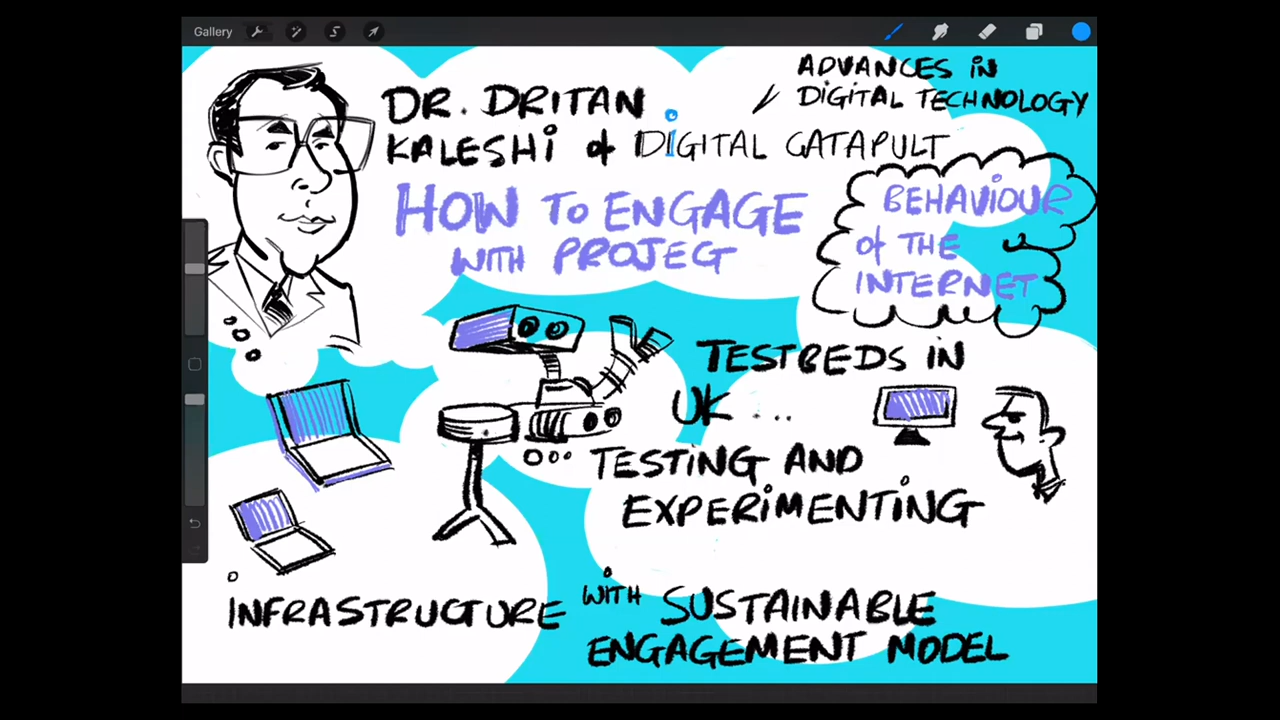 Gallery
ADVANCES iN
DiGiTAL TECHNOLOGY
DR. DRITAN
KALESHi of DiGITAL CATAPULT
HOW TO ENGAGE
WITH PROJECT
BEHAViOUR
of THE
INTERNET
TESTBEDS IN
UK ...
TESTiNG AND
EXPERiMENTiNG
iNFRASTRUCTURE
WiTH SUSTAINABLE
ENGAGEMENT MODEL